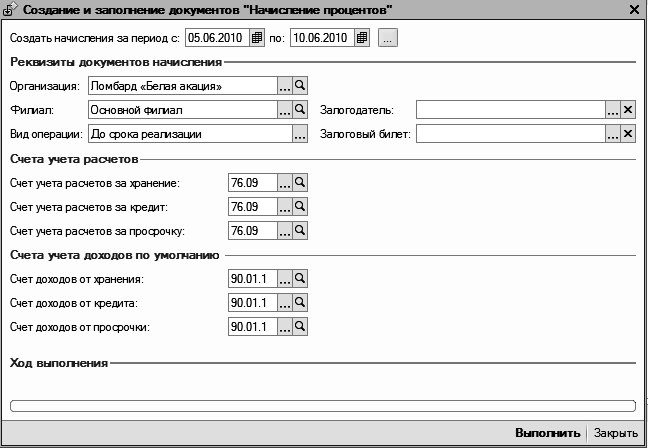 Создание и заполнение документов "Начисление процентов"
Создать начисления за период с: 05.06.2010 по: 10.06.2010 ...
Реквизиты документов начисления
Организация: Ломбард «Белая акация» ...
Филиал: Основной филиал ... Залогодатель: ...
Вид операции: До срока реализации ... Залоговый билет: ...
Счета учета расчетов
Счет учета расчетов за хранение: 76.09 ...
Счет учета расчетов за кредит: 76.09 ...
Счет учета расчетов за просрочку: 76.09 ...
Счета учета доходов по умолчанию
Счет доходов от хранения: 90.01.1 ...
Счет доходов от кредита: 90.01.1 ...
Счет доходов от просрочки: 90.01.1 ...
Ход выполнения
Выполнить Закрыть